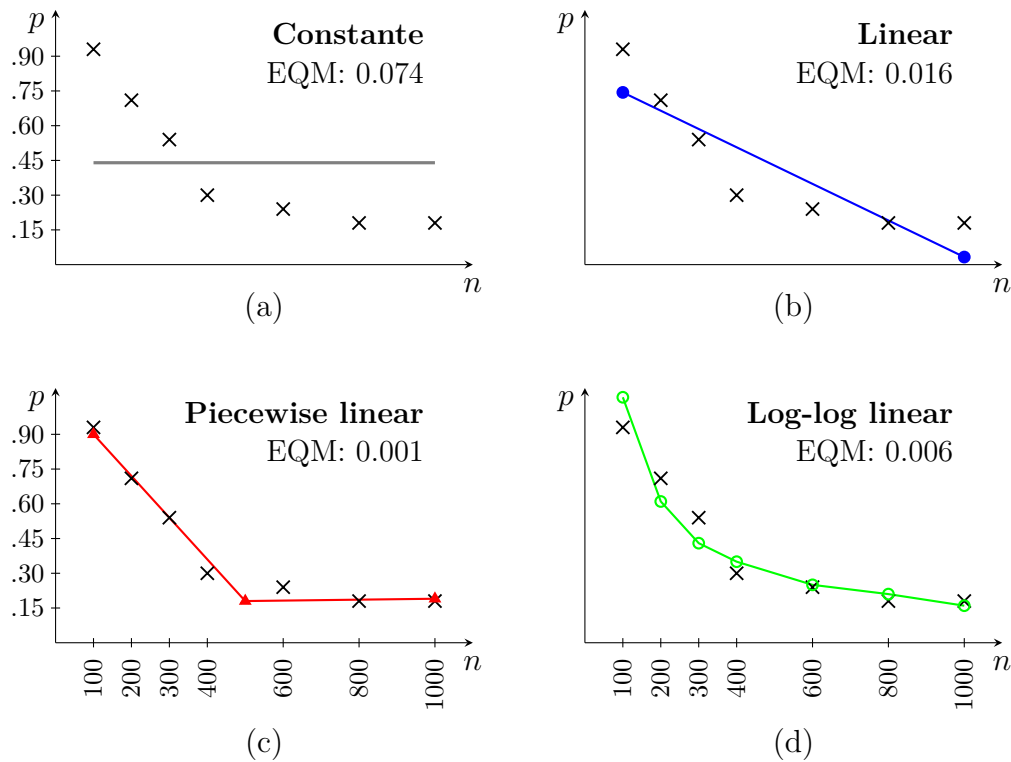 p
Constante
EQM: 0.074
.90
.75
.60
.45
.30
.15
n
(a)
p
Linear
EQM: 0.016
n
(b)
p
Piecewise linear
EQM: 0.001
.90
.75
.60
.45
.30
.15
n
100
200
300
400
600
800
1000
(c)
p
Log-log linear
EQM: 0.006
n
100
200
300
400
600
800
1000
(d)